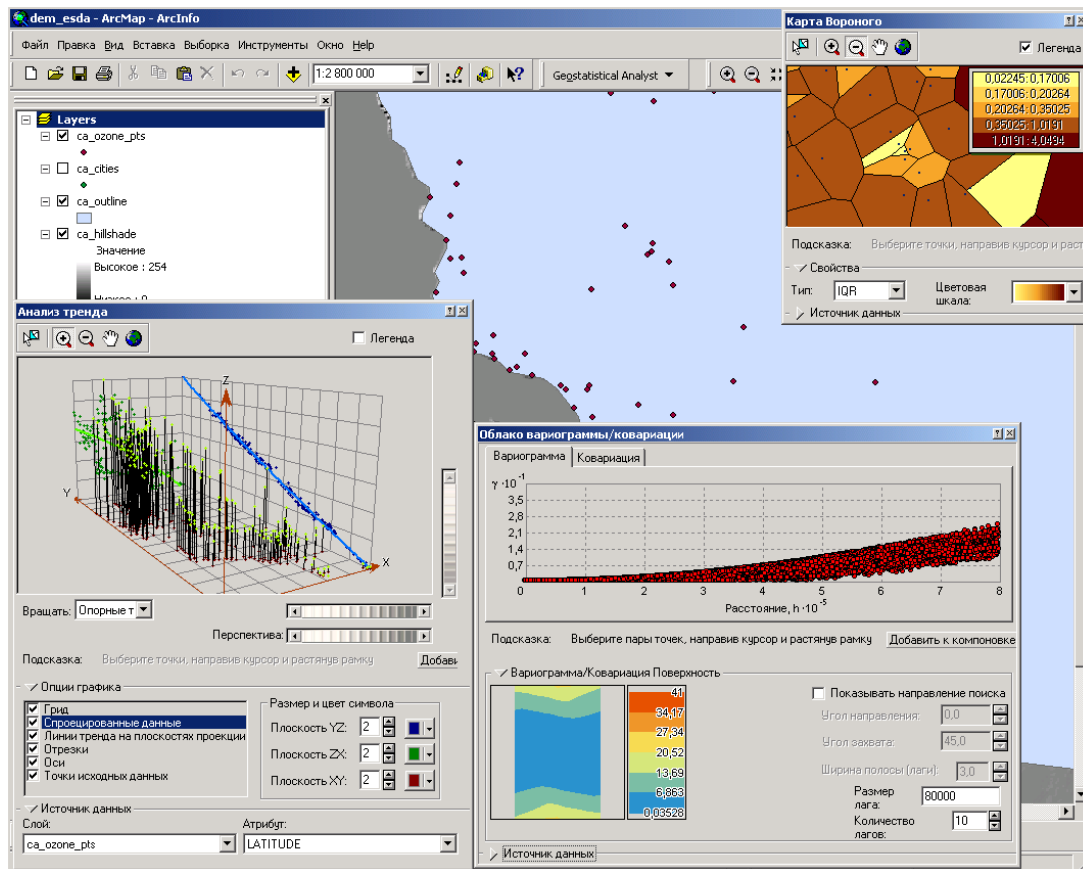 dem_esda - ArcMap - ArcInfo
Файл Правка Вид Вставка Выборка Инструменты Окно Help
1:2 800 000
Geostatistical Analyst
Layers
ca_ozone_pts
ca_cities
ca_outline
ca_hillshade
Значение
Высокое : 254
Низкое : 0
Карта Вороного
Легенда
0,02245:0,17006
0,17006:0,20264
0,20264:0,35025
0,35025:1,0191
1,0191:4,0494
Подсказка: Выберите точки, направив курсор и раст
Свойства
Тип: IQR
Цветовая
шкала:
Источник данных
Анализ тренда
Легенда
Z
Y
X
Вращать: Опорные т
Перспектива:
Подсказка: Выберите точки, направив курсор и растянув рамку Добавь
Опции графика
Грид
Спроецированные данные
Линии тренда на плоскостях проекции
Отрезки
Оси
Точки исходных данных
Размер и цвет символа
Плоскость YZ: 2
Плоскость ZX: 2
Плоскость XY: 2
Источник данных
Слой:
Атрибут:
ca_ozone_pts
LATITUDE
Облако вариограммы/ковариации
Вариограмма Ковариация
γ·10⁻¹
3,5
2,8
2,1
1,4
0,7
0 1 2 3 4 5 6 7 8
Расстояние, h·10⁻⁵
Подсказка: Выберите пары точек, направив курсор и растянув рамку Добавить к компоновке
Вариограмма/Ковариация Поверхность
41
34,17
27,34
20,52
13,69
6,863
0,03528
Показывать направление поиска
Угол направления: 0,0
Угол захвата: 45,0
Ширина полосы (лаги): 3,0
Размер
лага: 80000
Количество
лагов: 10
Источник данных